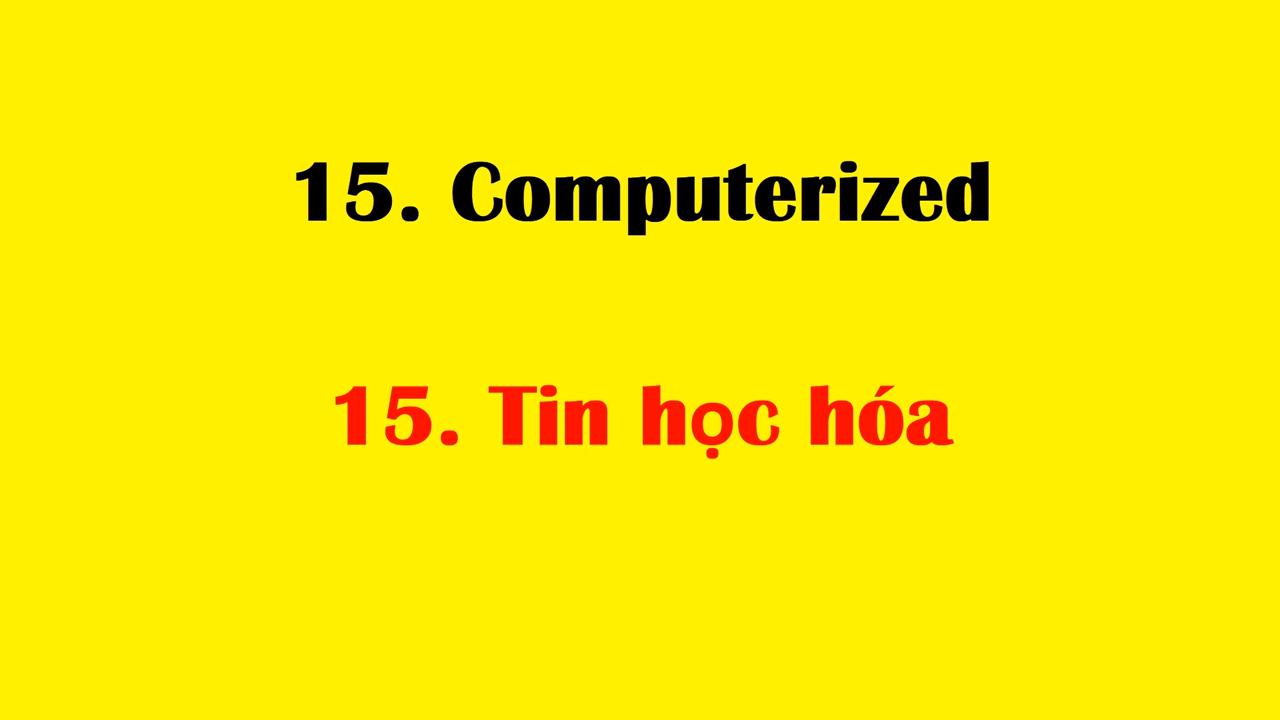 15. Computerized
15. Tin học hóa